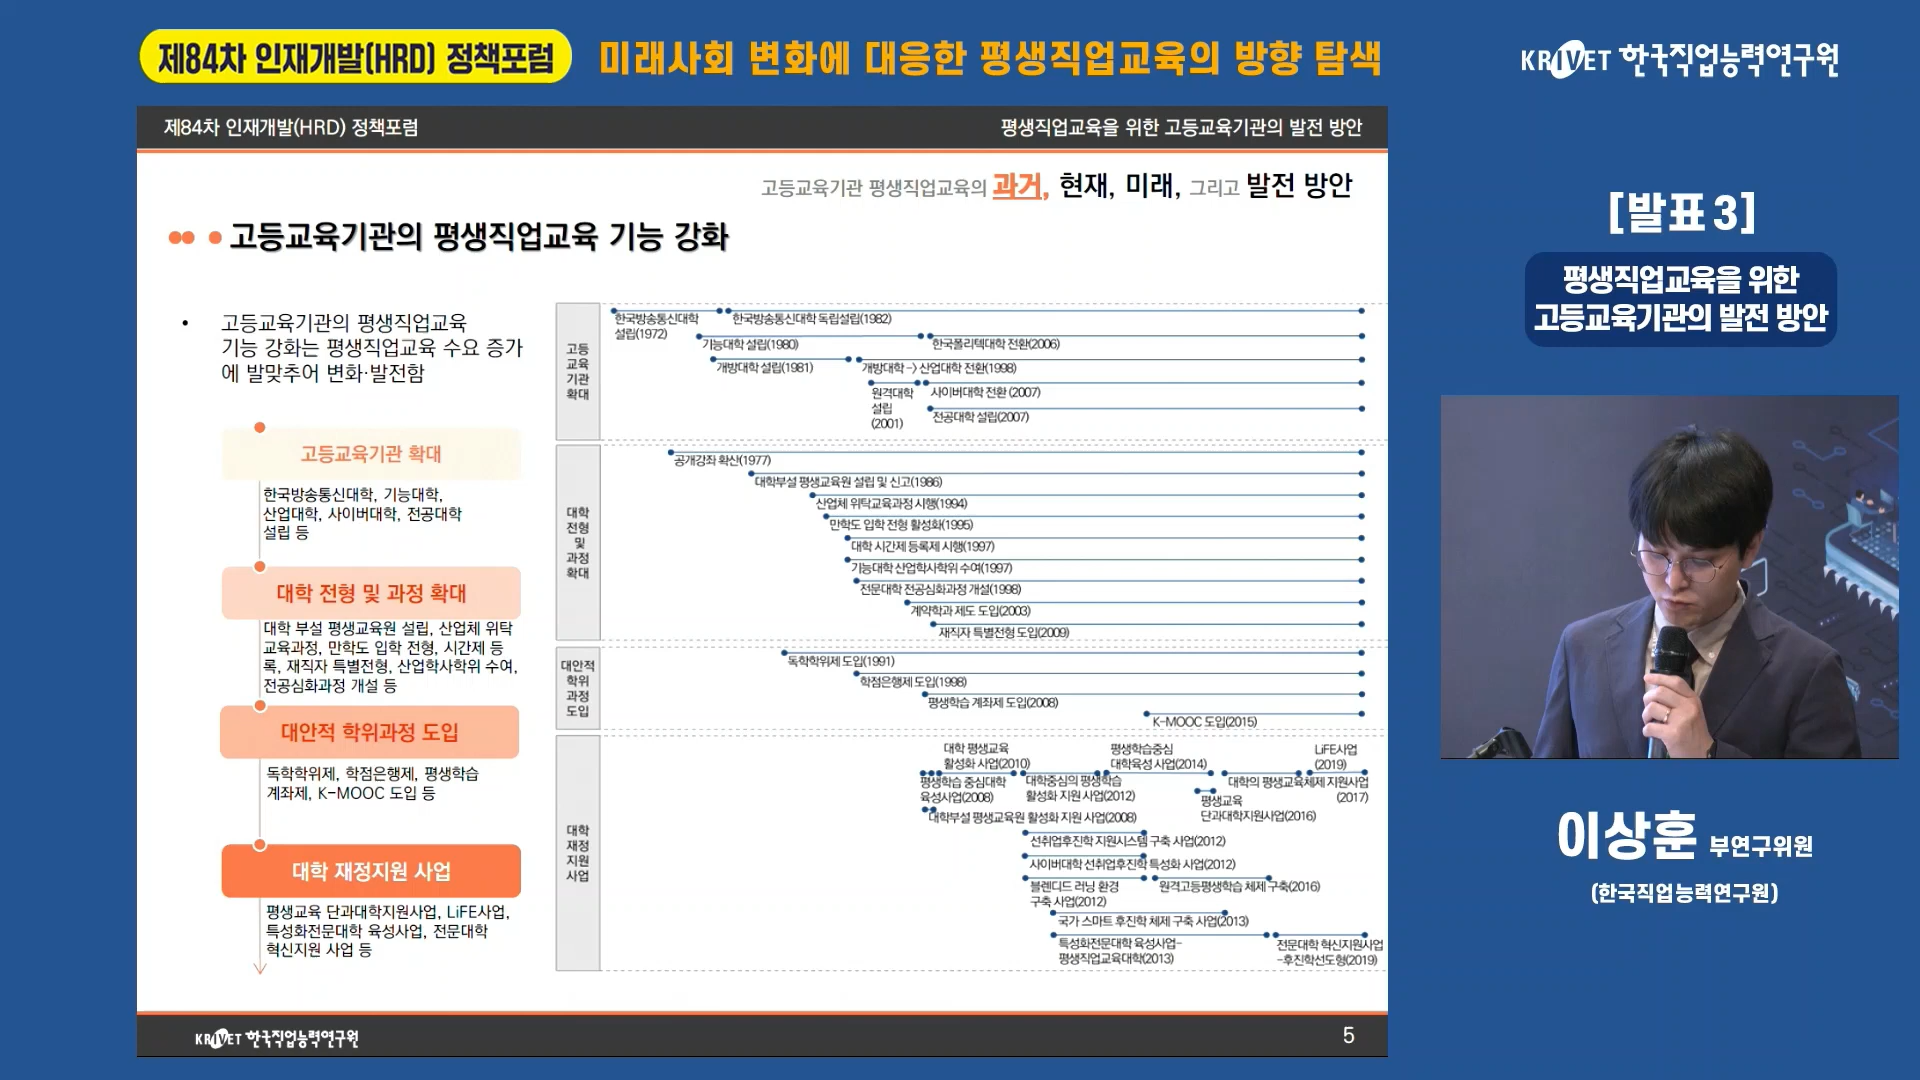 제84차 인재개발(HRD) 정책포럼
미래사회 변화에 대응한 평생직업교육의 방향 탐색
KRIVET 한국직업능력연구원
제84차 인재개발(HRD) 정책포럼
평생직업교육을 위한 고등교육기관의 발전 방안
고등교육기관 평생직업교육의 과거, 현재, 미래, 그리고 발전 방안
고등교육기관의 평생직업교육 기능 강화
• 고등교육기관의 평생직업교육
기능 강화는 평생직업교육 수요 증가
에 발맞추어 변화·발전함
고등교육기관 확대
한국방송통신대학, 기능대학,
산업대학, 사이버대학, 전공대학
설립 등
대학 전형 및 과정 확대
대학 부설 평생교육원 설립, 산업체 위탁
교육과정, 만학도 입학 전형, 시간제 등
록, 재직자 특별전형, 산업학사학위 수여,
전공심화과정 개설 등
대안적 학위과정 도입
독학학위제, 학점은행제, 평생학습
계좌제, K-MOOC 도입 등
대학 재정지원 사업
평생교육 단과대학지원사업, LiFE사업,
특성화전문대학 육성사업, 전문대학
혁신지원 사업 등
고등
교육
기관
확대
한국방송통신대학
설립(1972)
한국방송통신대학 독립설립(1982)
기능대학 설립(1980)
한국폴리텍대학 전환(2006)
개방대학 설립(1981)
개방대학 -> 산업대학 전환(1998)
원격대학
설립
(2001)
사이버대학 전환 (2007)
전공대학 설립(2007)
대학
전형
및
과정
확대
공개강좌 확산(1977)
대학부설 평생교육원 설립 및 신고(1986)
산업체 위탁교육과정 시행(1994)
만학도 입학 전형 활성화(1995)
대학 시간제 등록제 시행(1997)
기능대학 산업학사학위 수여(1997)
전문대학 전공심화과정 개설(1998)
계약학과 제도 도입(2003)
재직자 특별전형 도입(2009)
대안적
학위
과정
도입
독학학위제 도입(1991)
학점은행제 도입(1998)
평생학습 계좌제 도입(2008)
K-MOOC 도입(2015)
대학
재정
지원
사업
대학 평생교육
활성화 사업(2010)
평생학습중심
대학육성 사업(2014)
LiFE사업
(2019)
평생학습 중심대학
육성사업(2008)
대학중심의 평생학습
활성화 지원 사업(2012)
대학의 평생교육체제 지원사업
(2017)
평생교육
단과대학지원사업(2016)
대학부설 평생교육원 활성화 지원 사업(2008)
선취업후진학 지원시스템 구축 사업(2012)
사이버대학 선취업후진학 특성화 사업(2012)
블렌디드 러닝 환경
구축 사업(2012)
원격고등평생학습 체제 구축(2016)
국가 스마트 후진학 체제 구축 사업(2013)
특성화전문대학 육성사업-
평생직업교육대학(2013)
전문대학 혁신지원사업
-후진학선도형(2019)
KRIVET 한국직업능력연구원
5
[발표 3]
평생직업교육을 위한
고등교육기관의 발전 방안
이상훈 부연구위원
(한국직업능력연구원)